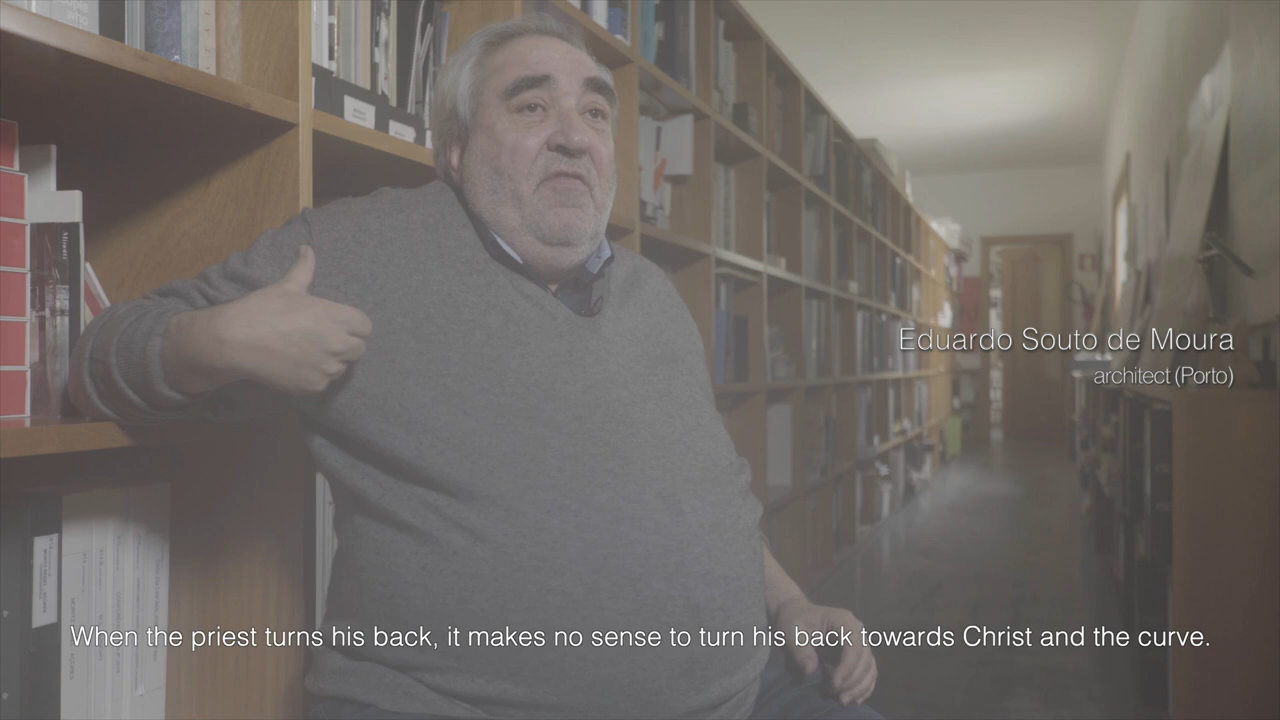 Eduardo Souto de Moura
architect (Porto)
When the priest turns his back, it makes no sense to turn his back towards Christ and the curve.